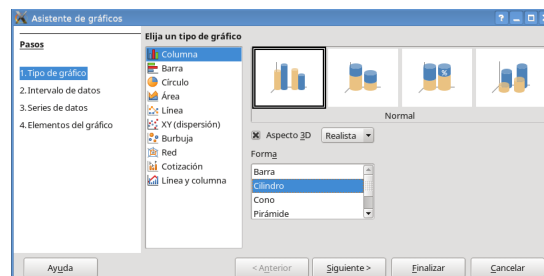 Asistente de gráficos
Pasos
1.Tipo de gráfico
2.Intervalo de datos
3.Series de datos
4.Elementos del gráfico
Elija un tipo de gráfico
Columna
Barra
Círculo
Área
Línea
XY (dispersión)
Burbuja
Red
Cotización
Línea y columna
%
Normal
Aspecto 3D
Realista
Forma
Barra
Cilindro
Cono
Pirámide
Ayuda
< Anterior
Siguiente >
Finalizar
Cancelar